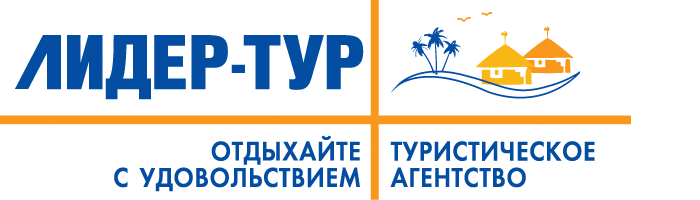 ЛИДЕР-ТУР
ОТДЫХАЙТЕ
С УДОВОЛЬСТВИЕМ
ТУРИСТИЧЕСКОЕ
АГЕНТСТВО